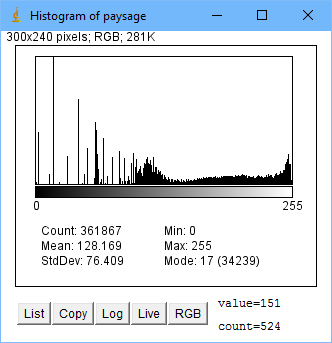 Histogram of paysage
300x240 pixels; RGB; 281K
0 255
Count: 361867 Min: 0
Mean: 128.169 Max: 255
StdDev: 76.409 Mode: 17 (34239)
List Copy Log Live RGB value=151
count=524